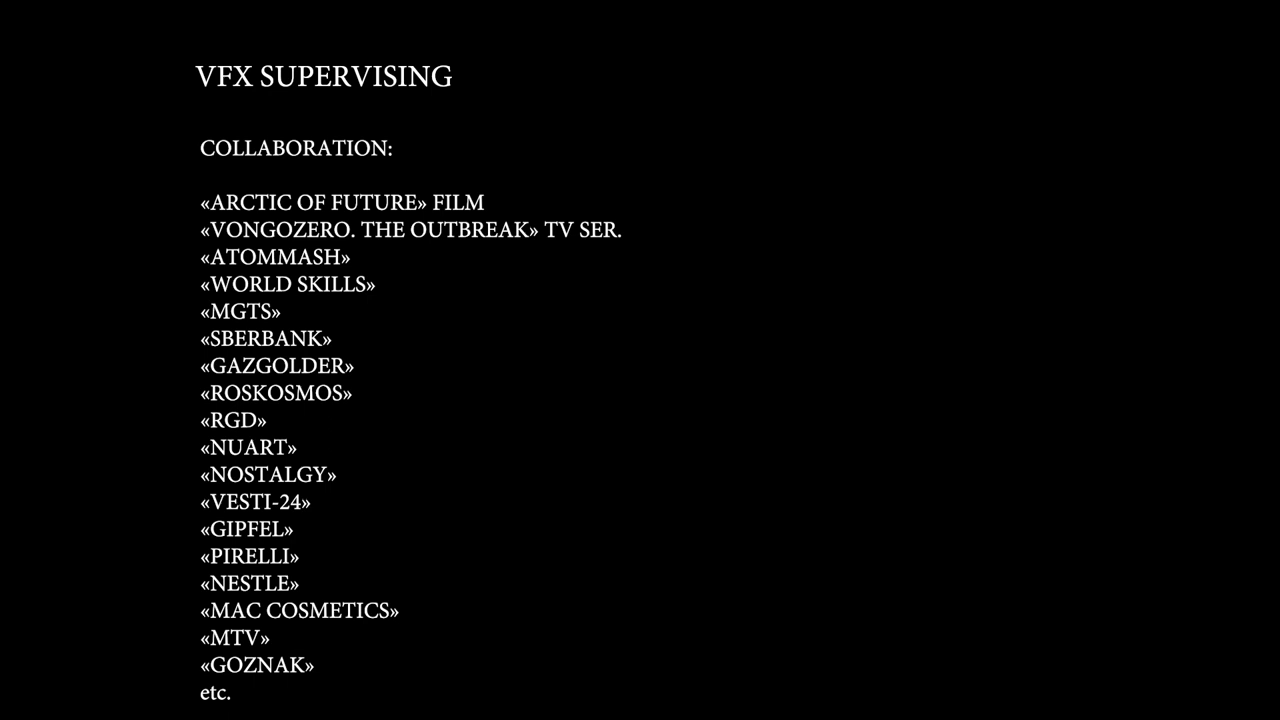 VFX SUPERVISING
COLLABORATION:
«ARCTIC OF FUTURE» FILM
«VONGOZERO. THE OUTBREAK» TV SER.
«ATOMMASH»
«WORLD SKILLS»
«MGTS»
«SBERBANK»
«GAZGOLDER»
«ROSKOSMOS»
«RGD»
«NUART»
«NOSTALGY»
«VESTI-24»
«GIPFEL»
«PIRELLI»
«NESTLE»
«MAC COSMETICS»
«MTV»
«GOZNAK»
etc.